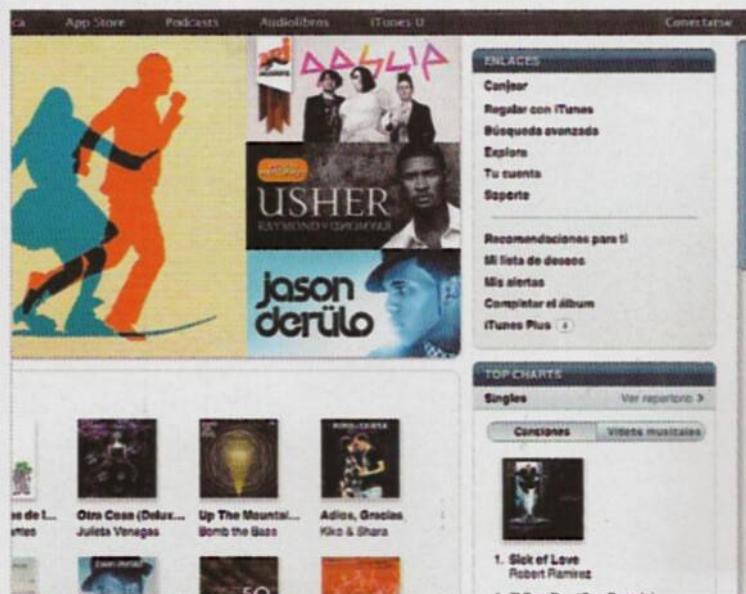 App Store Podcasts Audiolibros iTunes U Conectarse
gossip
USHER
RAYMOND V RAYMOND
jason
derülo
ENLACES
Canjear
Regalar con iTunes
Búsqueda avanzada
Explora
Tu cuenta
Soporte
Recomendaciones para ti
Mi lista de deseos
Mis alertas
Completar el álbum
iTunes Plus 4
TOP CHARTS
Singles Ver repertorio >
Canciones Vídeos musicales
Otra Cosa (Delux...
Julieta Venegas
Up The Mountai...
Bomb the Bass
Adios, Gracias
Kiko & Shara
1. Sick of Love
Robert Ramirez